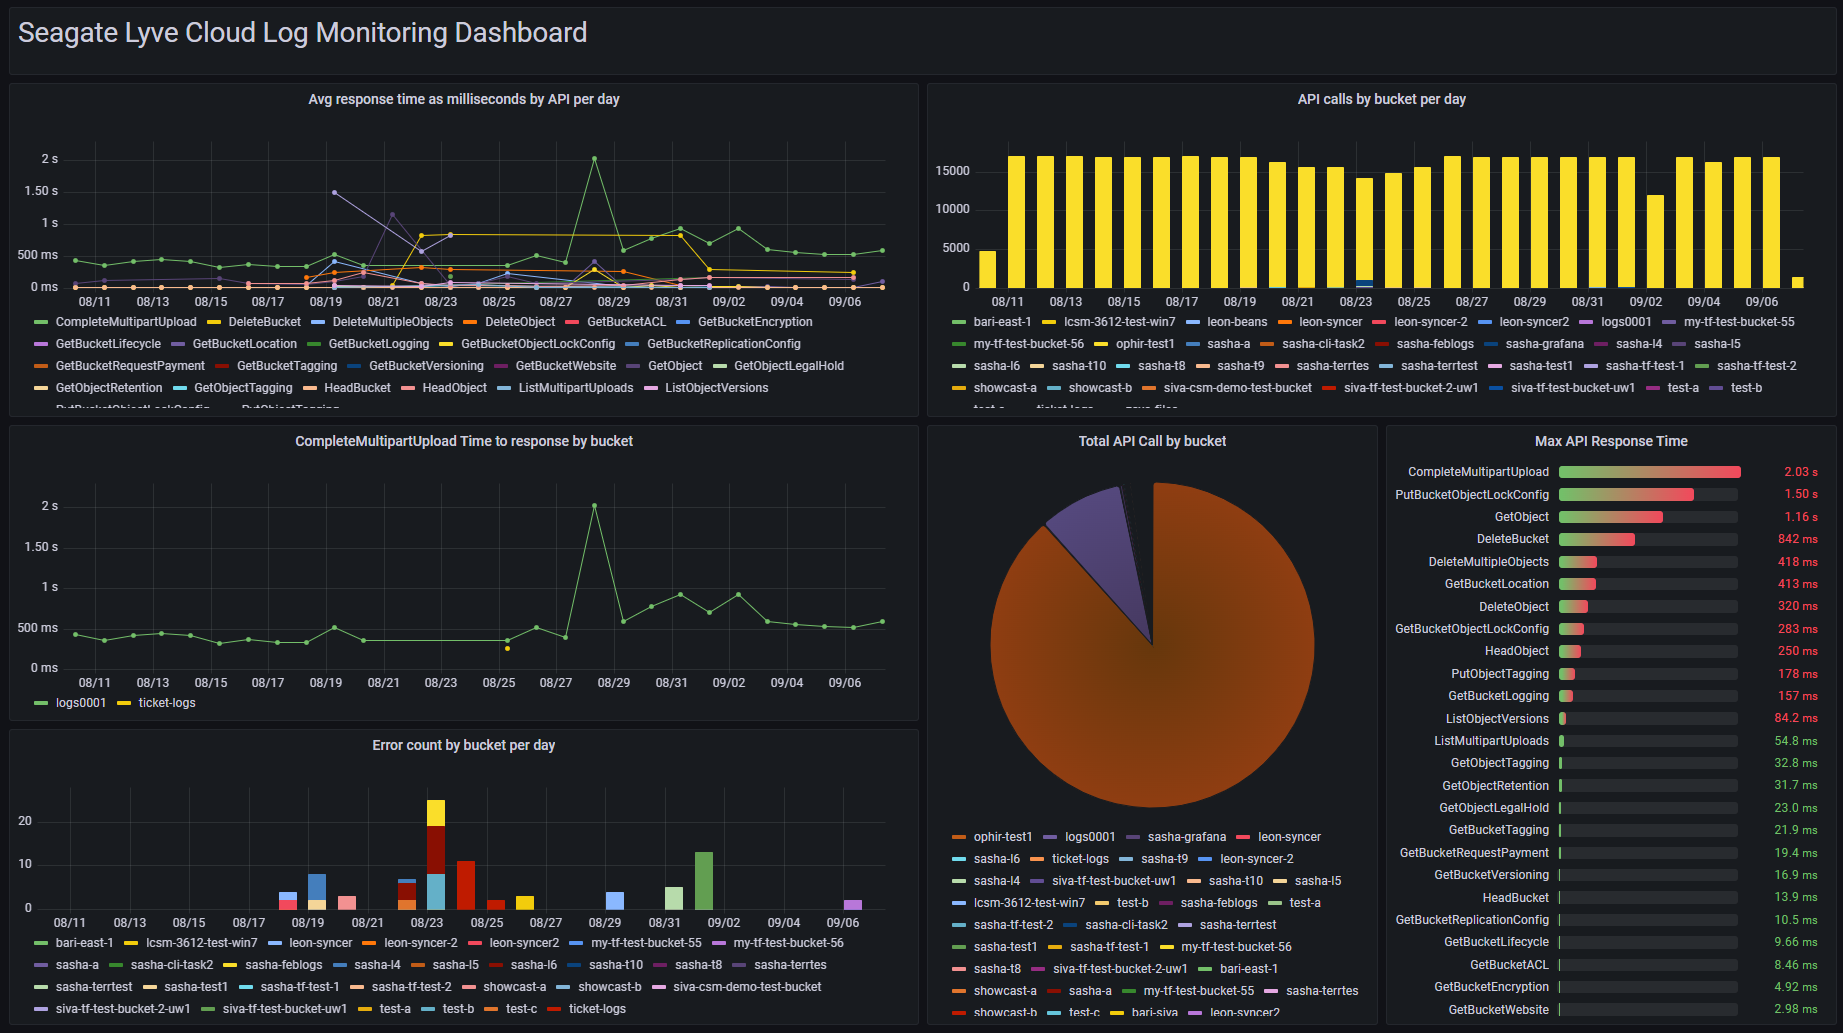 Seagate Lyve Cloud Log Monitoring Dashboard
Avg response time as milliseconds by API per day
2 s
1.50 s
1 s
500 ms
0 ms
08/11 08/13 08/15 08/17 08/19 08/21 08/23 08/25 08/27 08/29 08/31 09/02 09/04 09/06
CompleteMultipartUpload DeleteBucket DeleteMultipleObjects DeleteObject GetBucketACL GetBucketEncryption
GetBucketLifecycle GetBucketLocation GetBucketLogging GetBucketObjectLockConfig GetBucketReplicationConfig
GetBucketRequestPayment GetBucketTagging GetBucketVersioning GetBucketWebsite GetObject GetObjectLegalHold
GetObjectRetention GetObjectTagging HeadBucket HeadObject ListMultipartUploads ListObjectVersions
PutBucketObjectLockConfig PutObjectTagging
API calls by bucket per day
15000
10000
5000
0
08/11 08/13 08/15 08/17 08/19 08/21 08/23 08/25 08/27 08/29 08/31 09/02 09/04 09/06
bari-east-1 lcsm-3612-test-win7 leon-beans leon-syncer leon-syncer-2 leon-syncer2 logs0001 my-tf-test-bucket-55
my-tf-test-bucket-56 ophir-test1 sasha-a sasha-cli-task2 sasha-feblogs sasha-grafana sasha-l4 sasha-l5
sasha-l6 sasha-t10 sasha-t8 sasha-t9 sasha-terrtes sasha-terrtest sasha-test1 sasha-tf-test-1 sasha-tf-test-2
showcast-a showcast-b siva-csm-demo-test-bucket siva-tf-test-bucket-2-uw1 siva-tf-test-bucket-uw1 test-a test-b
test-c ticket-logs
CompleteMultipartUpload Time to response by bucket
2 s
1.50 s
1 s
500 ms
0 ms
08/11 08/13 08/15 08/17 08/19 08/21 08/23 08/25 08/27 08/29 08/31 09/02 09/04 09/06
logs0001 ticket-logs
Error count by bucket per day
20
10
0
08/11 08/13 08/15 08/17 08/19 08/21 08/23 08/25 08/27 08/29 08/31 09/02 09/04 09/06
bari-east-1 lcsm-3612-test-win7 leon-syncer leon-syncer-2 leon-syncer2 my-tf-test-bucket-55 my-tf-test-bucket-56
sasha-a sasha-cli-task2 sasha-feblogs sasha-l4 sasha-l5 sasha-l6 sasha-t10 sasha-t8 sasha-terrtes
sasha-terrtest sasha-test1 sasha-tf-test-1 sasha-tf-test-2 showcast-a showcast-b siva-csm-demo-test-bucket
siva-tf-test-bucket-2-uw1 siva-tf-test-bucket-uw1 test-a test-b test-c ticket-logs
Total API Call by bucket
ophir-test1 logs0001 sasha-grafana leon-syncer
sasha-l6 ticket-logs sasha-t9 leon-syncer-2
sasha-l4 siva-tf-test-bucket-uw1 sasha-t10 sasha-l5
lcsm-3612-test-win7 test-b sasha-feblogs test-a
sasha-tf-test-2 sasha-cli-task2 sasha-terrtest
sasha-test1 sasha-tf-test-1 my-tf-test-bucket-56
sasha-t8 siva-tf-test-bucket-2-uw1 bari-east-1
showcast-a sasha-a my-tf-test-bucket-55 sasha-terrtes
showcast-b test-c bari-siva leon-syncer2
Max API Response Time
CompleteMultipartUpload 2.03 s
PutBucketObjectLockConfig 1.50 s
GetObject 1.16 s
DeleteBucket 842 ms
DeleteMultipleObjects 418 ms
GetBucketLocation 413 ms
DeleteObject 320 ms
GetBucketObjectLockConfig 283 ms
HeadObject 250 ms
PutObjectTagging 178 ms
GetBucketLogging 157 ms
ListObjectVersions 84.2 ms
ListMultipartUploads 54.8 ms
GetObjectTagging 32.8 ms
GetObjectRetention 31.7 ms
GetObjectLegalHold 23.0 ms
GetBucketTagging 21.9 ms
GetBucketRequestPayment 19.4 ms
GetBucketVersioning 16.9 ms
HeadBucket 13.9 ms
GetBucketReplicationConfig 10.5 ms
GetBucketLifecycle 9.66 ms
GetBucketACL 8.46 ms
GetBucketEncryption 4.92 ms
GetBucketWebsite 2.98 ms